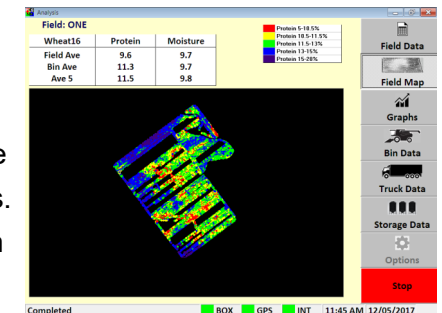 Analysis
Field: ONE
Wheat16 Protein Moisture
Field Ave 9.6 9.7
Bin Ave 11.3 9.7
Ave 5 11.5 9.8
Protein 5-10.5%
Protein 10.5-11.5%
Protein 11.5-13%
Protein 13-15%
Protein 15-20%
Field Data
Field Map
Graphs
Bin Data
Truck Data
Storage Data
Options
Stop
Completed BOX GPS INT 11:45 AM 12/05/2017
e
s.